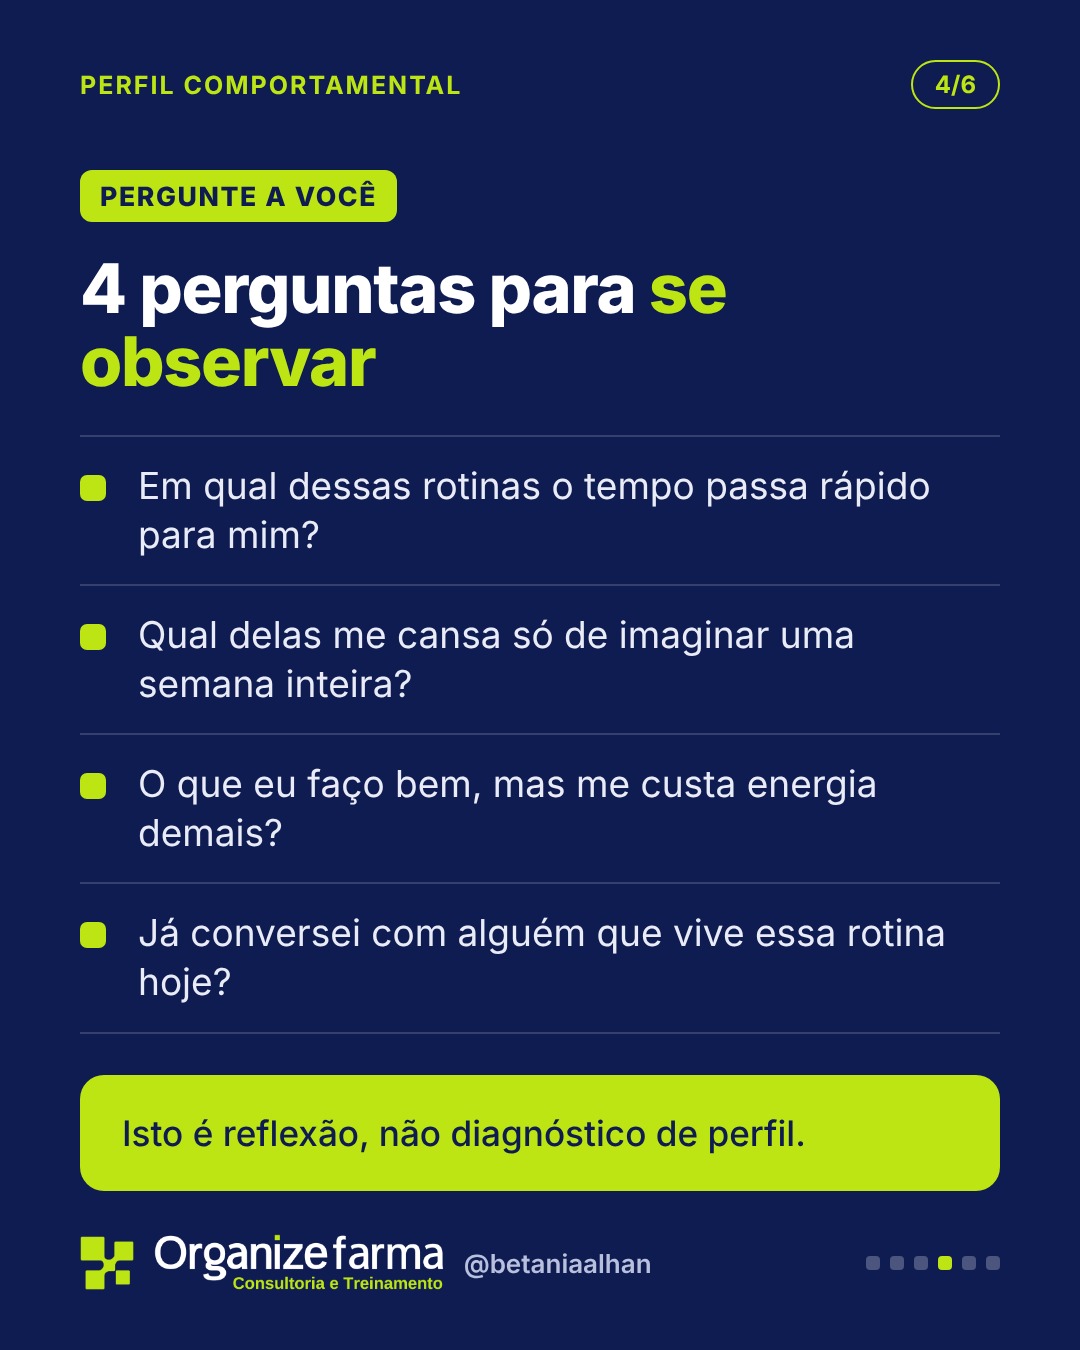 PERFIL COMPORTAMENTAL
4/6
PERGUNTE A VOCÊ
4 perguntas para se
observar
Em qual dessas rotinas o tempo passa rápido
para mim?
Qual delas me cansa só de imaginar uma
semana inteira?
O que eu faço bem, mas me custa energia
demais?
Já conversei com alguém que vive essa rotina
hoje?
Isto é reflexão, não diagnóstico de perfil.
Organizefarma
Consultoria e Treinamento
@betaniaalhan